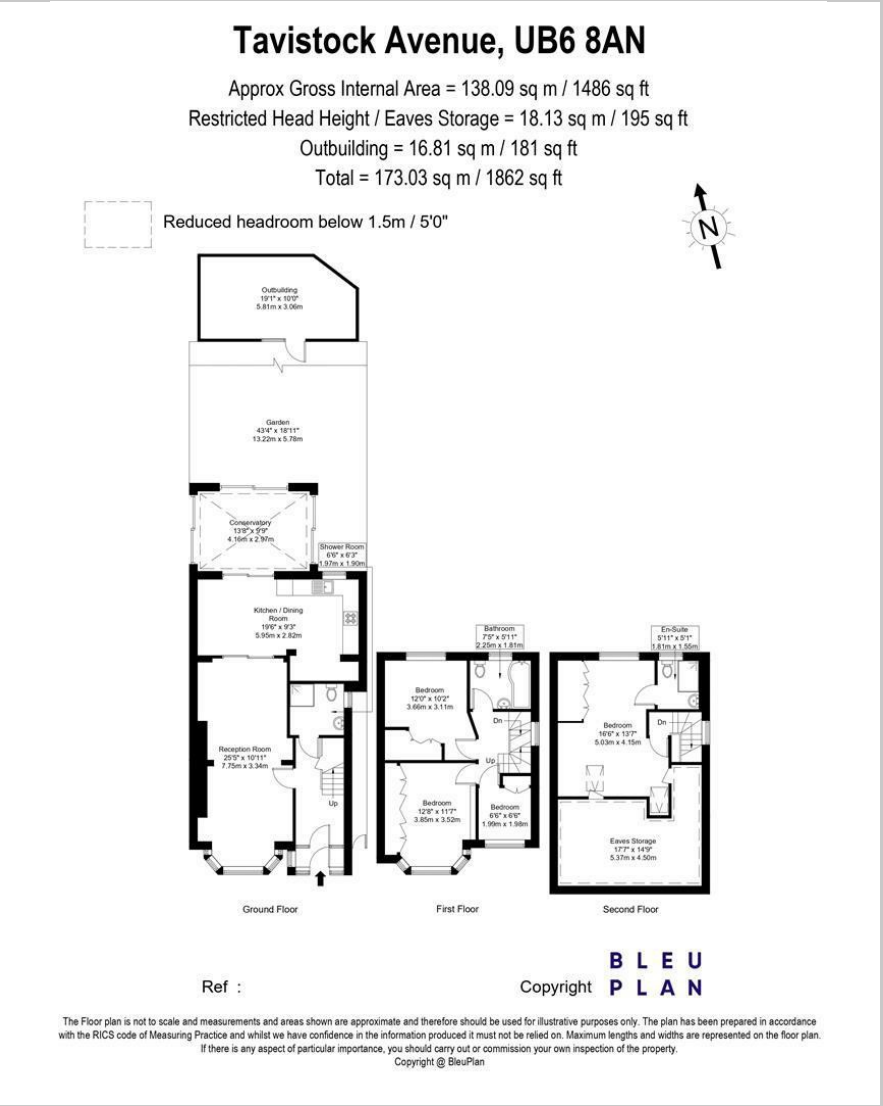 Tavistock Avenue, UB6 8AN
Approx Gross Internal Area = 138.09 sq m / 1486 sq ft
Restricted Head Height / Eaves Storage = 18.13 sq m / 195 sq ft
Outbuilding = 16.81 sq m / 181 sq ft
Total = 173.03 sq m / 1862 sq ft
Reduced headroom below 1.5m / 5'0"
N
Outbuilding
19'1" x 10'0"
5.81m x 3.06m
Garden
43'4" x 18'11"
13.22m x 5.78m
Conservatory
13'8" x 9'9"
4.16m x 2.97m
Shower Room
6'6" x 6'3"
1.97m x 1.90m
Kitchen / Dining
Room
19'6" x 9'3"
5.95m x 2.82m
Reception Room
25'5" x 10'11"
7.75m x 3.34m
Up
Ground Floor
Bathroom
7'5" x 5'11"
2.25m x 1.81m
Bedroom
12'0" x 10'2"
3.66m x 3.11m
Dn
Up
Bedroom
12'8" x 11'7"
3.85m x 3.52m
Bedroom
6'6" x 6'6"
1.99m x 1.98m
First Floor
En-Suite
5'11" x 5'1"
1.81m x 1.55m
Bedroom
16'6" x 13'7"
5.03m x 4.15m
Dn
Eaves Storage
17'7" x 14'9"
5.37m x 4.50m
Second Floor
Ref :
Copyright
BLEU
PLAN
The Floor plan is not to scale and measurements and areas shown are approximate and therefore should be used for illustrative purposes only. The plan has been prepared in accordance
with the RICS code of Measuring Practice and whilst we have confidence in the information produced it must not be relied on. Maximum lengths and widths are represented on the floor plan.
If there is any aspect of particular importance, you should carry out or commission your own inspection of the property.
Copyright @ BleuPlan